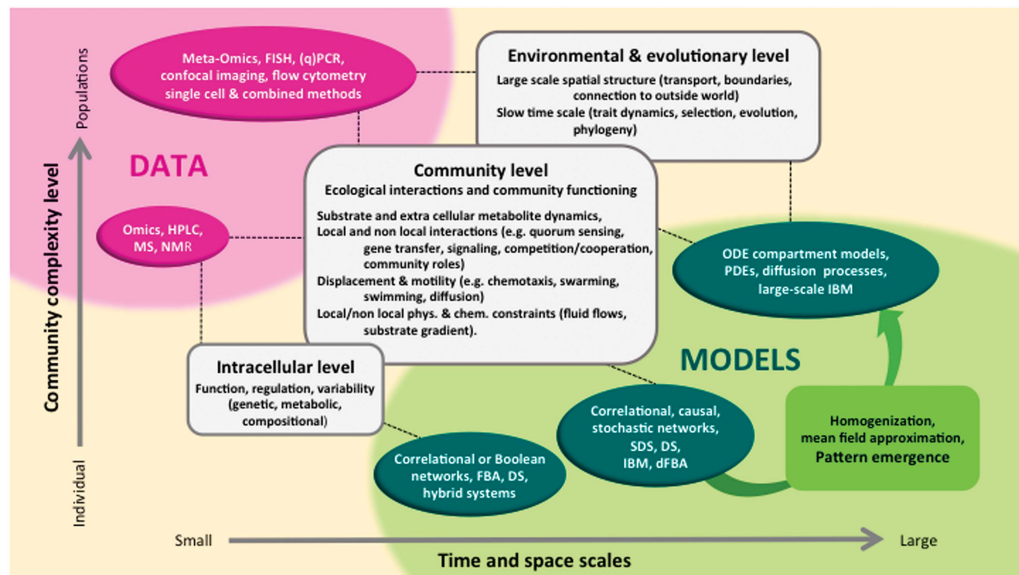 Populations
Community complexity level
Individual
DATA
Meta-Omics, FISH, (q)PCR,
confocal imaging, flow cytometry
single cell & combined methods
Environmental & evolutionary level
Large scale spatial structure (transport, boundaries,
connection to outside world)
Slow time scale (trait dynamics, selection, evolution,
phylogeny)
Omics, HPLC,
MS, NMR
Community level
Ecological interactions and community functioning
Substrate and extra cellular metabolite dynamics,
Local and non local interactions (e.g. quorum sensing,
gene transfer, signaling, competition/cooperation,
community roles)
Displacement & motility (e.g. chemotaxis, swarming,
swimming, diffusion)
Local/non local phys. & chem. constraints (fluid flows,
substrate gradient).
ODE compartment models,
PDEs, diffusion processes,
large-scale IBM
Intracellular level
Function, regulation, variability
(genetic, metabolic,
compositional)
MODELS
Correlational or Boolean
networks, FBA, DS,
hybrid systems
Correlational, causal,
stochastic networks,
SDS, DS,
IBM, dFBA
Homogenization,
mean field approximation,
Pattern emergence
Small
Large
Time and space scales